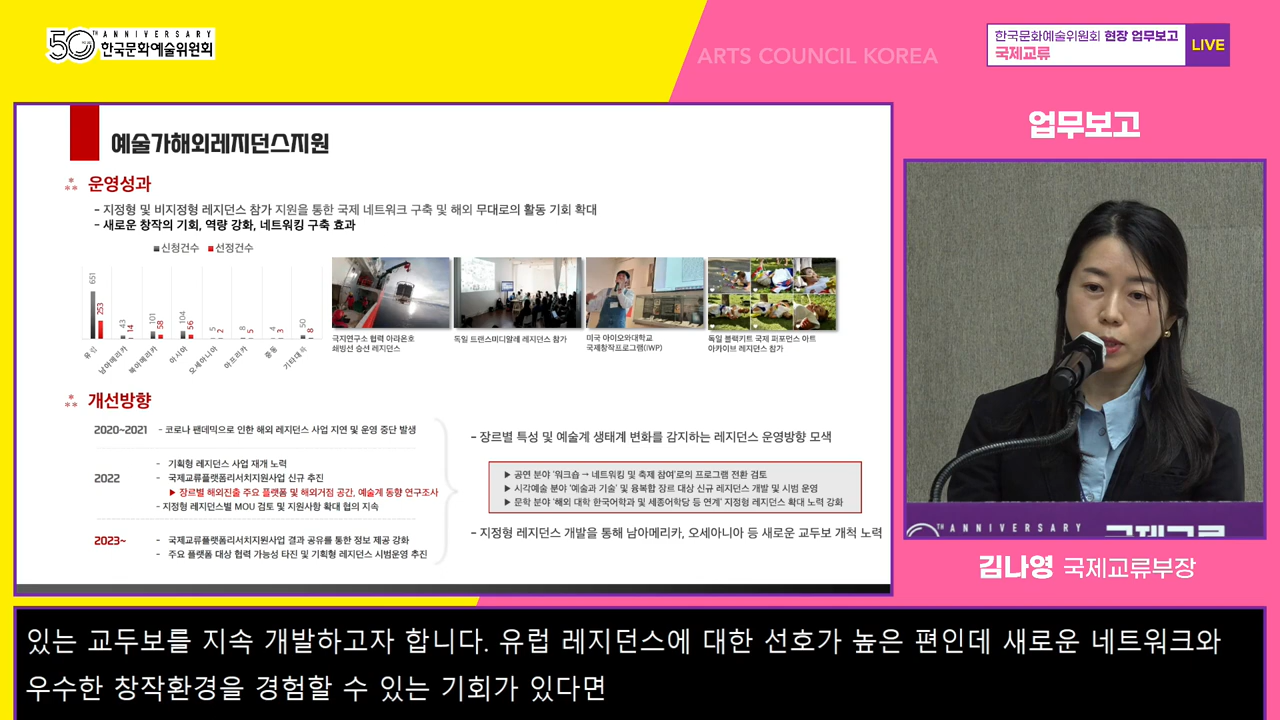 50TH ANNIVERSARY
한국문화예술위원회
ARTS COUNCIL KOREA
한국문화예술위원회 현장 업무보고
국제교류
LIVE
예술가해외레지던스지원
운영성과
- 지정형 및 비지정형 레지던스 참가 지원을 통한 국제 네트워크 구축 및 해외 무대로의 활동 기회 확대
- 새로운 창작의 기회, 역량 강화, 네트워킹 구축 효과
■신청건수 ■선정건수
651 253 43 14 101 58 104 56 5 2 8 5 4 3 50 8
유럽 남아메리카 북아메리카 아시아 오세아니아 아프리카 중동 기타대륙
극지연구소 협력 아라온호
쇄빙선 승선 레지던스
독일 트랜스미디알레 레지던스 참가
미국 아이오와대학교
국제창작프로그램(IWP)
독일 블랙키트 국제 퍼포먼스 아트
아카이브 레지던스 참가
개선방향
2020~2021 - 코로나 팬데믹으로 인한 해외 레지던스 사업 지연 및 운영 중단 발생
2022
- 기획형 레지던스 사업 재개 노력
- 국제교류플랫폼리서치지원사업 신규 추진
▶ 장르별 해외진출 주요 플랫폼 및 해외거점 공간, 예술계 동향 연구조사
- 지정형 레지던스별 MOU 검토 및 지원사항 확대 협의 지속
2023~
- 국제교류플랫폼리서치지원사업 결과 공유를 통한 정보 제공 강화
- 주요 플랫폼 대상 협력 가능성 타진 및 기획형 레지던스 시범운영 추진
- 장르별 특성 및 예술계 생태계 변화를 감지하는 레지던스 운영방향 모색
▶ 공연 분야 '워크숍 → 네트워킹 및 축제 참여'로의 프로그램 전환 검토
▶ 시각예술 분야 '예술과 기술' 및 융복합 장르 대상 신규 레지던스 개발 및 시범 운영
▶ 문학 분야 '해외 대학 한국어학과 및 세종어학당 등 연계' 지정형 레지던스 확대 노력 강화
- 지정형 레지던스 개발을 통해 남아메리카, 오세아니아 등 새로운 교두보 개척 노력
업무보고
TH ANNIVERSARY
국제교류
김나영 국제교류부장
있는 교두보를 지속 개발하고자 합니다. 유럽 레지던스에 대한 선호가 높은 편인데 새로운 네트워크와
우수한 창작환경을 경험할 수 있는 기회가 있다면